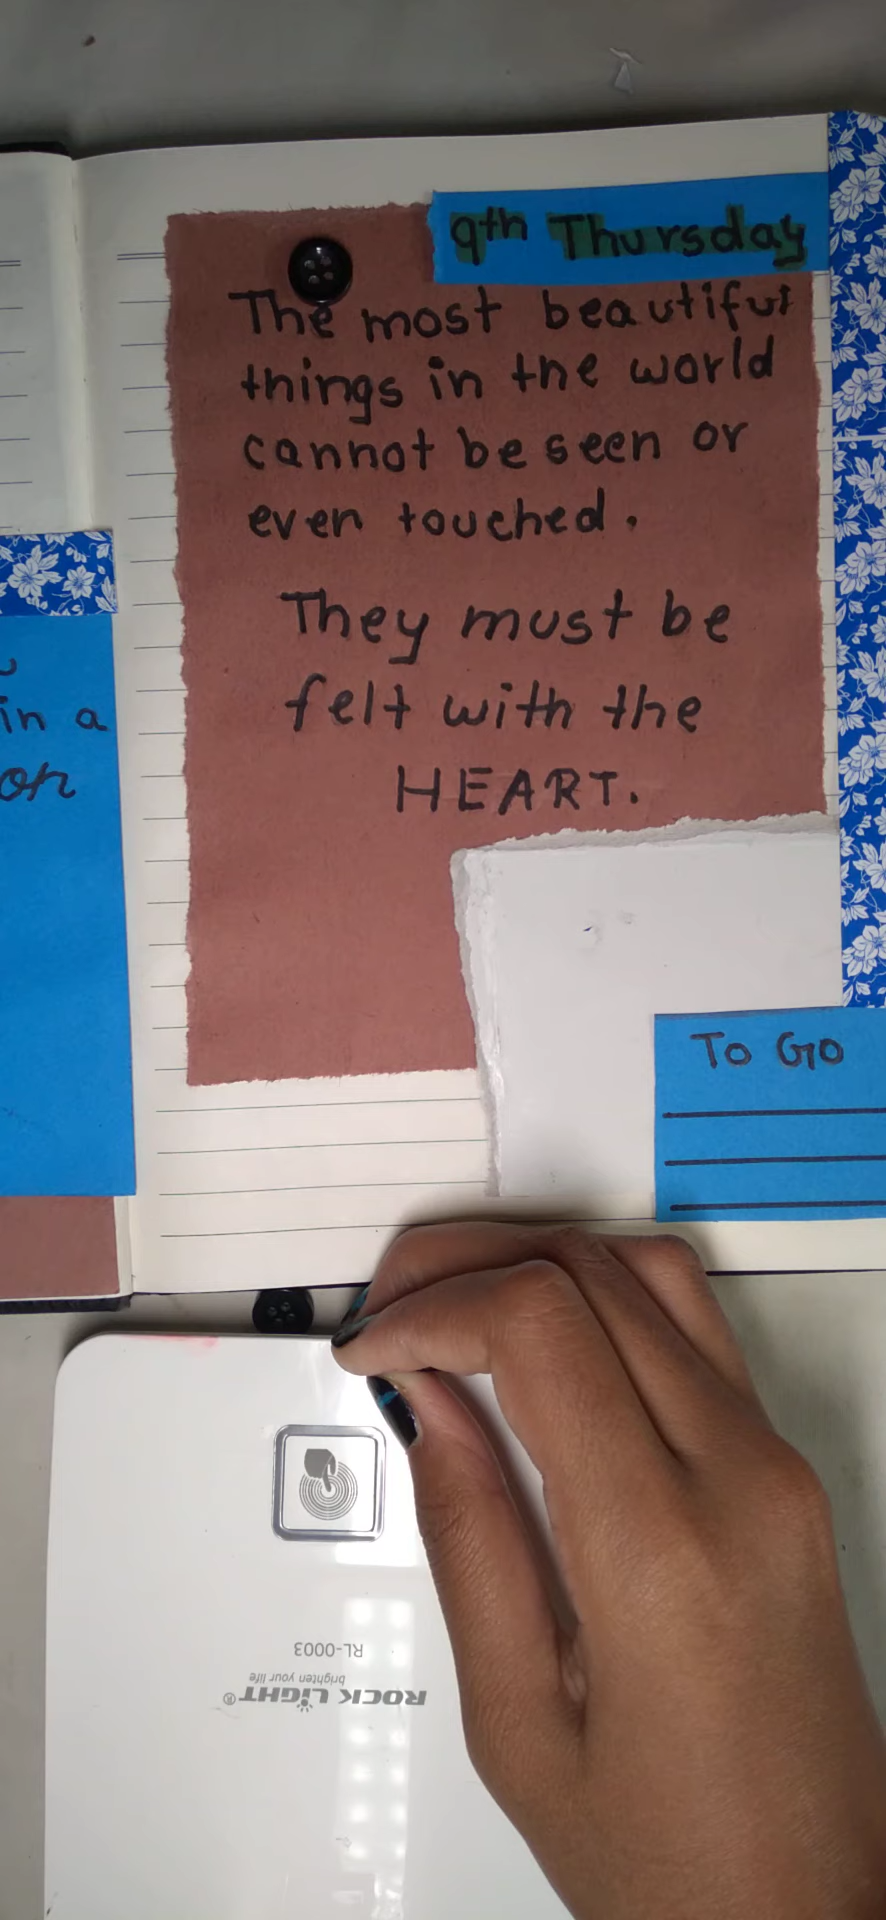 9th Thursday
The most beautiful
things in the world
cannot be seen or
even touched.
They must be
felt with the
HEART.
in a
on
TO GO
RL-0003
brighten your life
ROCK LIGHT®